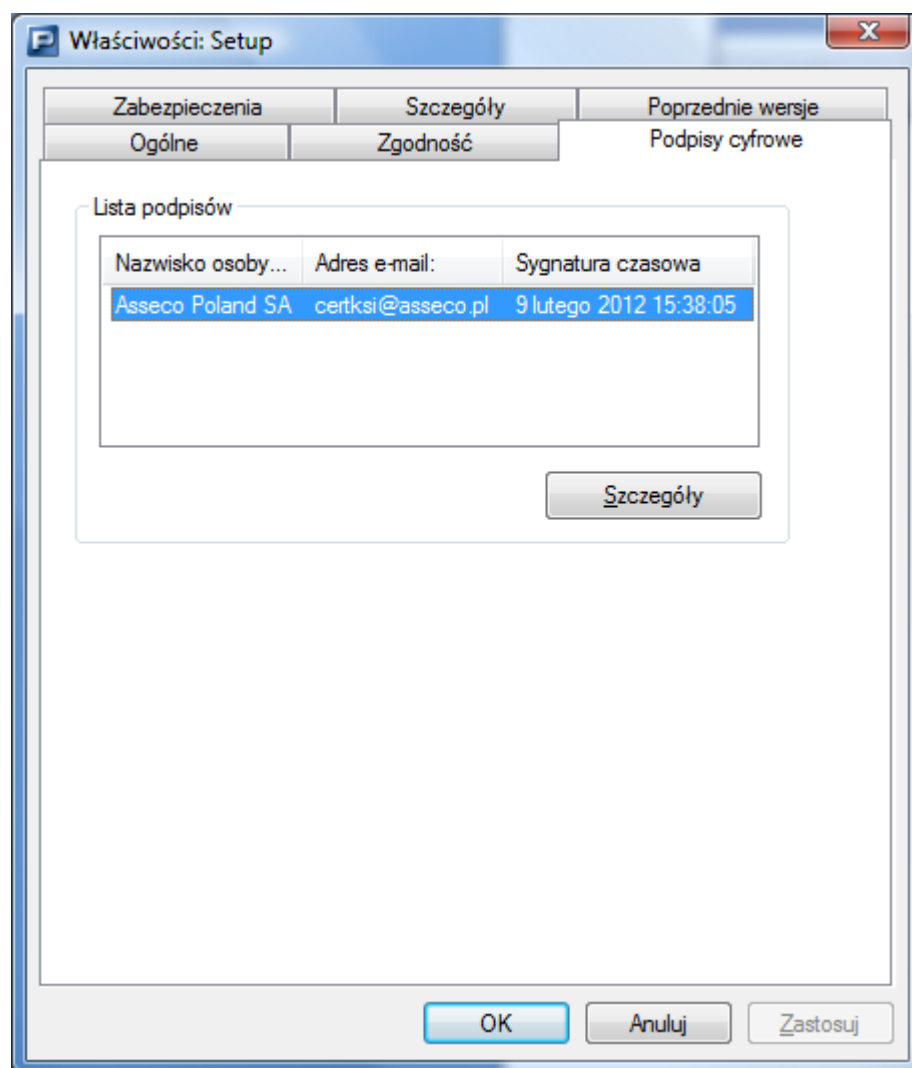 Właściwości: Setup
Zabezpieczenia Szczegóły Poprzednie wersje
Ogólne Zgodność Podpisy cyfrowe
Lista podpisów
Nazwisko osoby... Adres e-mail: Sygnatura czasowa
Asseco Poland SA certksi@asseco.pl 9 lutego 2012 15:38:05
Szczegóły
OK Anuluj Zastosuj